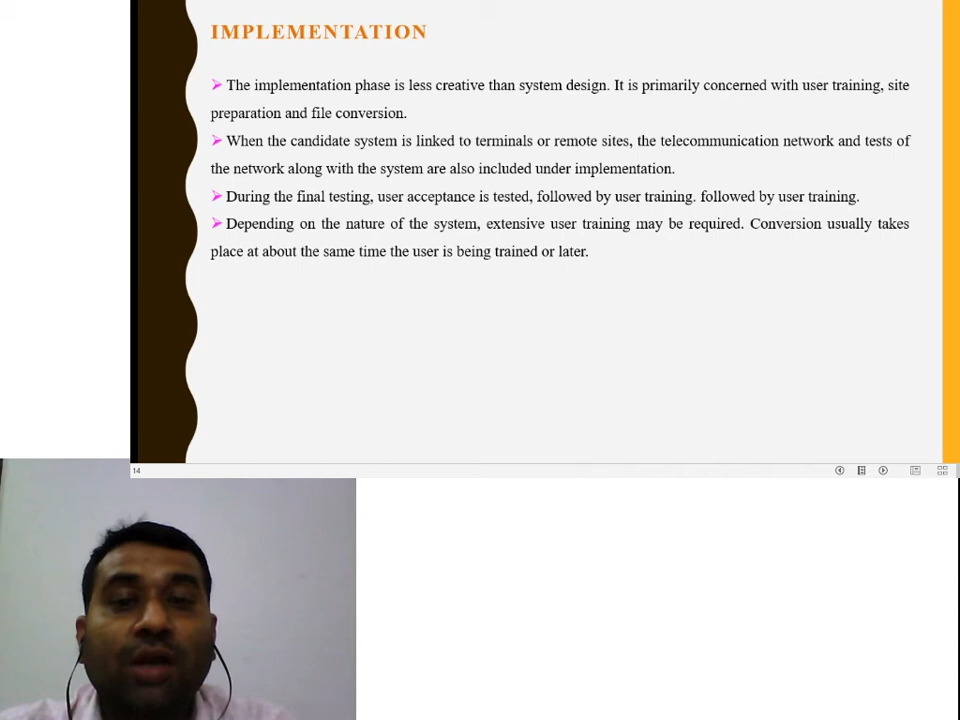 IMPLEMENTATION
➢ The implementation phase is less creative than system design. It is primarily concerned with user training, site
preparation and file conversion.
➢ When the candidate system is linked to terminals or remote sites, the telecommunication network and tests of
the network along with the system are also included under implementation.
➢ During the final testing, user acceptance is tested, followed by user training. followed by user training.
➢ Depending on the nature of the system, extensive user training may be required. Conversion usually takes
place at about the same time the user is being trained or later.
14